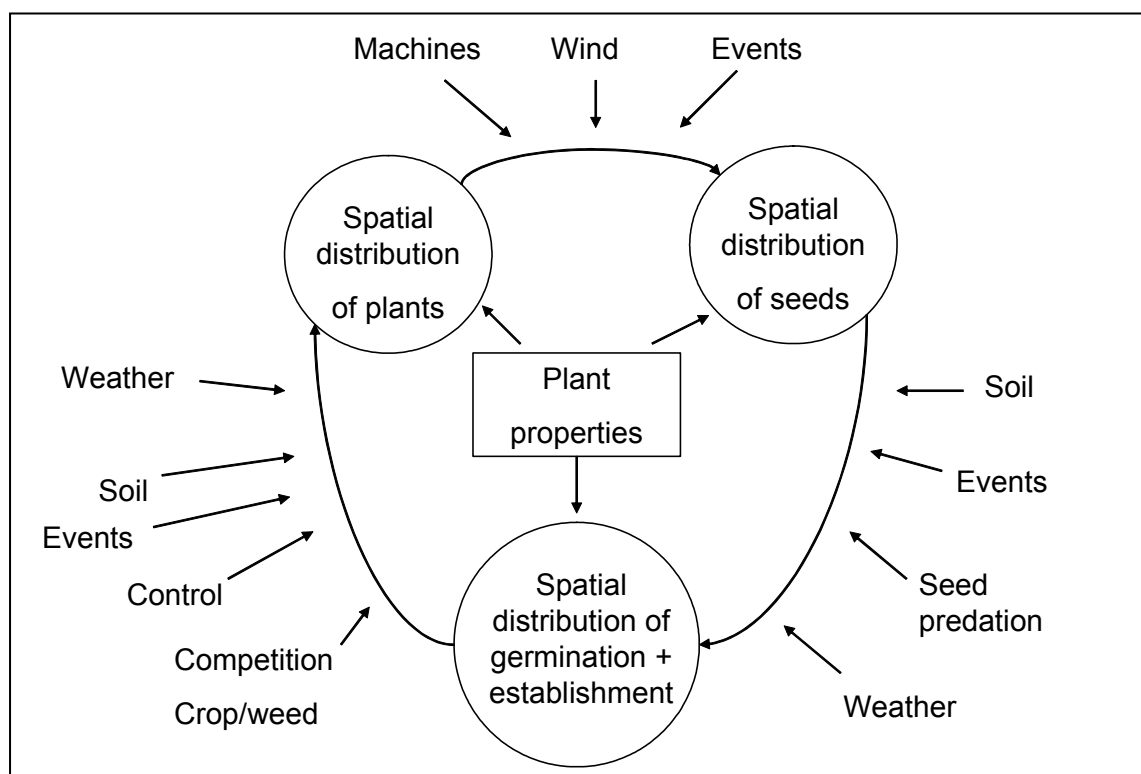 Machines
Wind
Events
Spatial
distribution
of plants
Spatial
distribution
of seeds
Plant
properties
Weather
Soil
Events
Control
Competition
Crop/weed
Soil
Events
Seed
predation
Weather
Spatial
distribution of
germination +
establishment